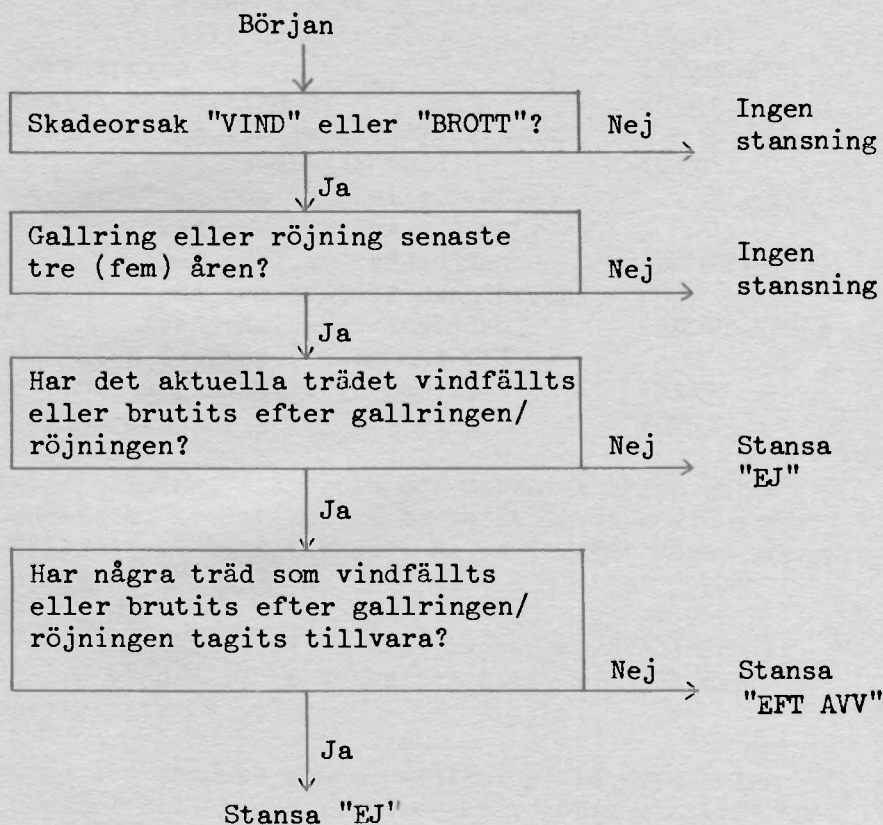 Början
Skadeorsak "VIND" eller "BROTT"?
Nej
Ingen
stansning
Ja
Gallring eller röjning senaste
tre (fem) åren?
Nej
Ingen
stansning
Ja
Har det aktuella trädet vindfällts
eller brutits efter gallringen/
röjningen?
Nej
Stansa
"EJ"
Ja
Har några träd som vindfällts
eller brutits efter gallringen/
röjningen tagits tillvara?
Nej
Stansa
"EFT AVV"
Ja
Stansa "EJ"